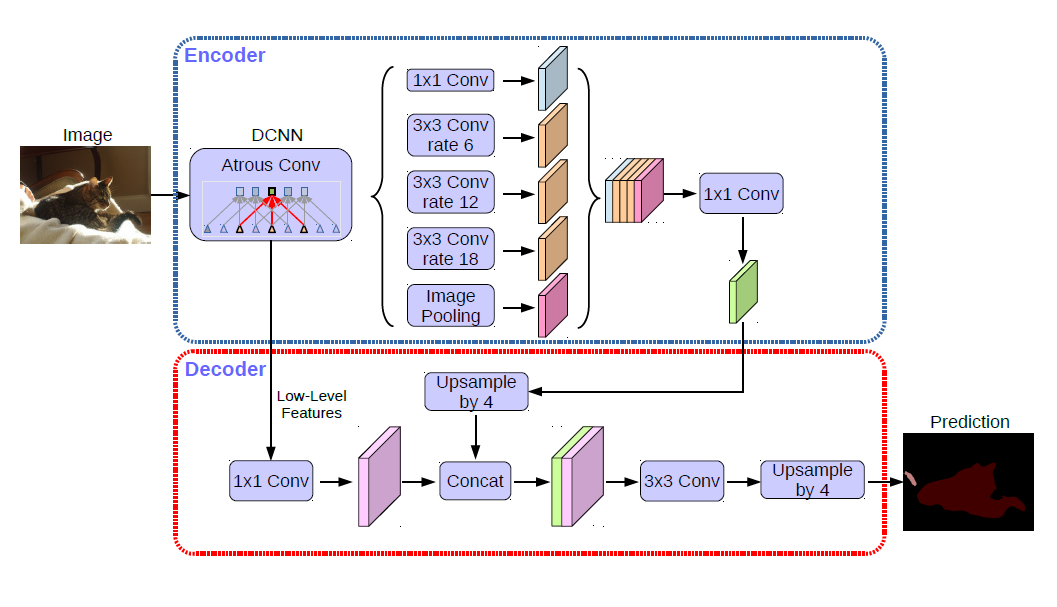 Encoder
Image
DCNN
Atrous Conv
1x1 Conv
3x3 Conv
rate 6
3x3 Conv
rate 12
3x3 Conv
rate 18
Image
Pooling
1x1 Conv
Decoder
Low-Level
Features
Upsample
by 4
1x1 Conv
Concat
3x3 Conv
Upsample
by 4
Prediction